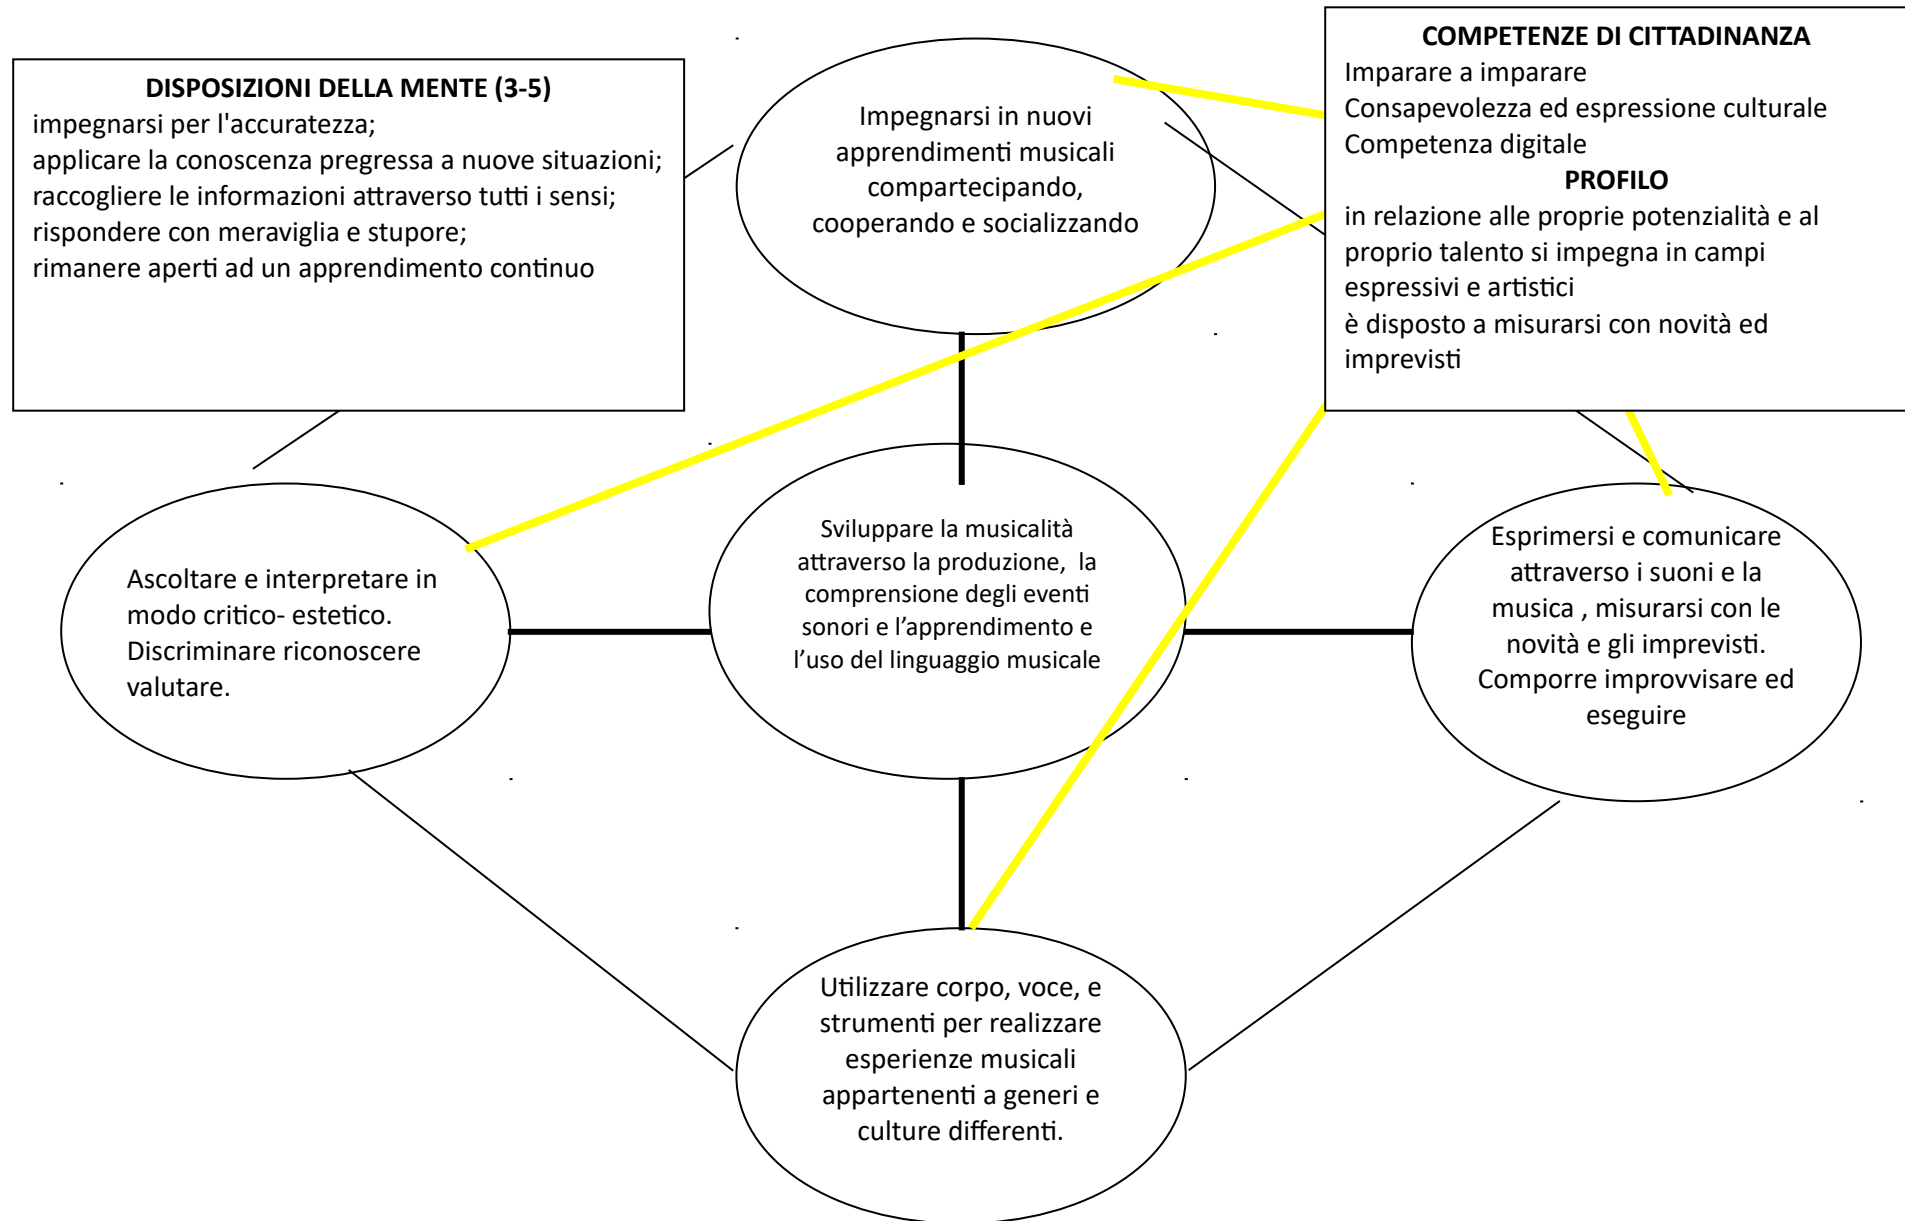 DISPOSIZIONI DELLA MENTE (3-5)
impegnarsi per l'accuratezza;
applicare la conoscenza pregressa a nuove situazioni;
raccogliere le informazioni attraverso tutti i sensi;
rispondere con meraviglia e stupore;
rimanere aperti ad un apprendimento continuo
Impegnarsi in nuovi
apprendimenti musicali
compartecipando,
cooperando e socializzando
COMPETENZE DI CITTADINANZA
Imparare a imparare
Consapevolezza ed espressione culturale
Competenza digitale
PROFILO
in relazione alle proprie potenzialità e al
proprio talento si impegna in campi
espressivi e artistici
è disposto a misurarsi con novità ed
imprevisti
Ascoltare e interpretare in
modo critico- estetico.
Discriminare riconoscere
valutare.
Sviluppare la musicalità
attraverso la produzione,  la
comprensione degli eventi
sonori e l’apprendimento e
l’uso del linguaggio musicale
Esprimersi e comunicare
attraverso i suoni e la
musica , misurarsi con le
novità e gli imprevisti.
Comporre improvvisare ed
eseguire
Utilizzare corpo, voce, e
strumenti per realizzare
esperienze musicali
appartenenti a generi e
culture differenti.